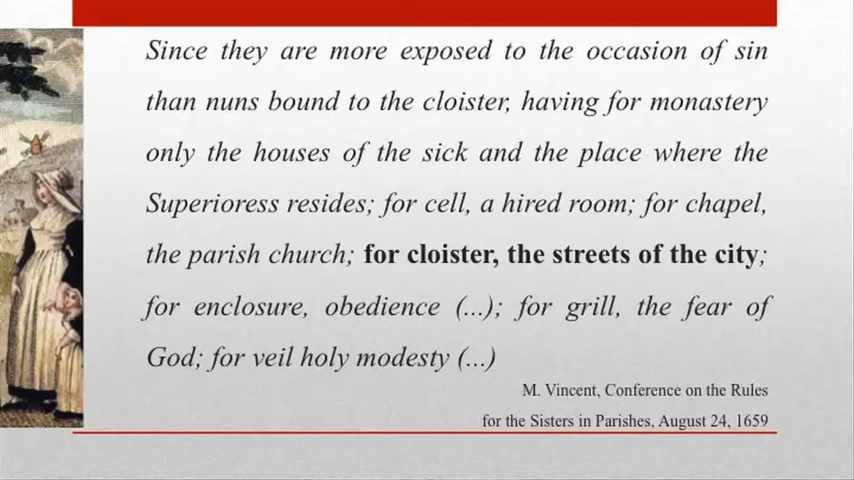 Since they are more exposed to the occasion of sin
than nuns bound to the cloister, having for monastery
only the houses of the sick and the place where the
Superioress resides; for cell, a hired room; for chapel,
the parish church; for cloister, the streets of the city;
for enclosure, obedience (...); for grill, the fear of
God; for veil holy modesty (...)
M. Vincent, Conference on the Rules
for the Sisters in Parishes, August 24, 1659